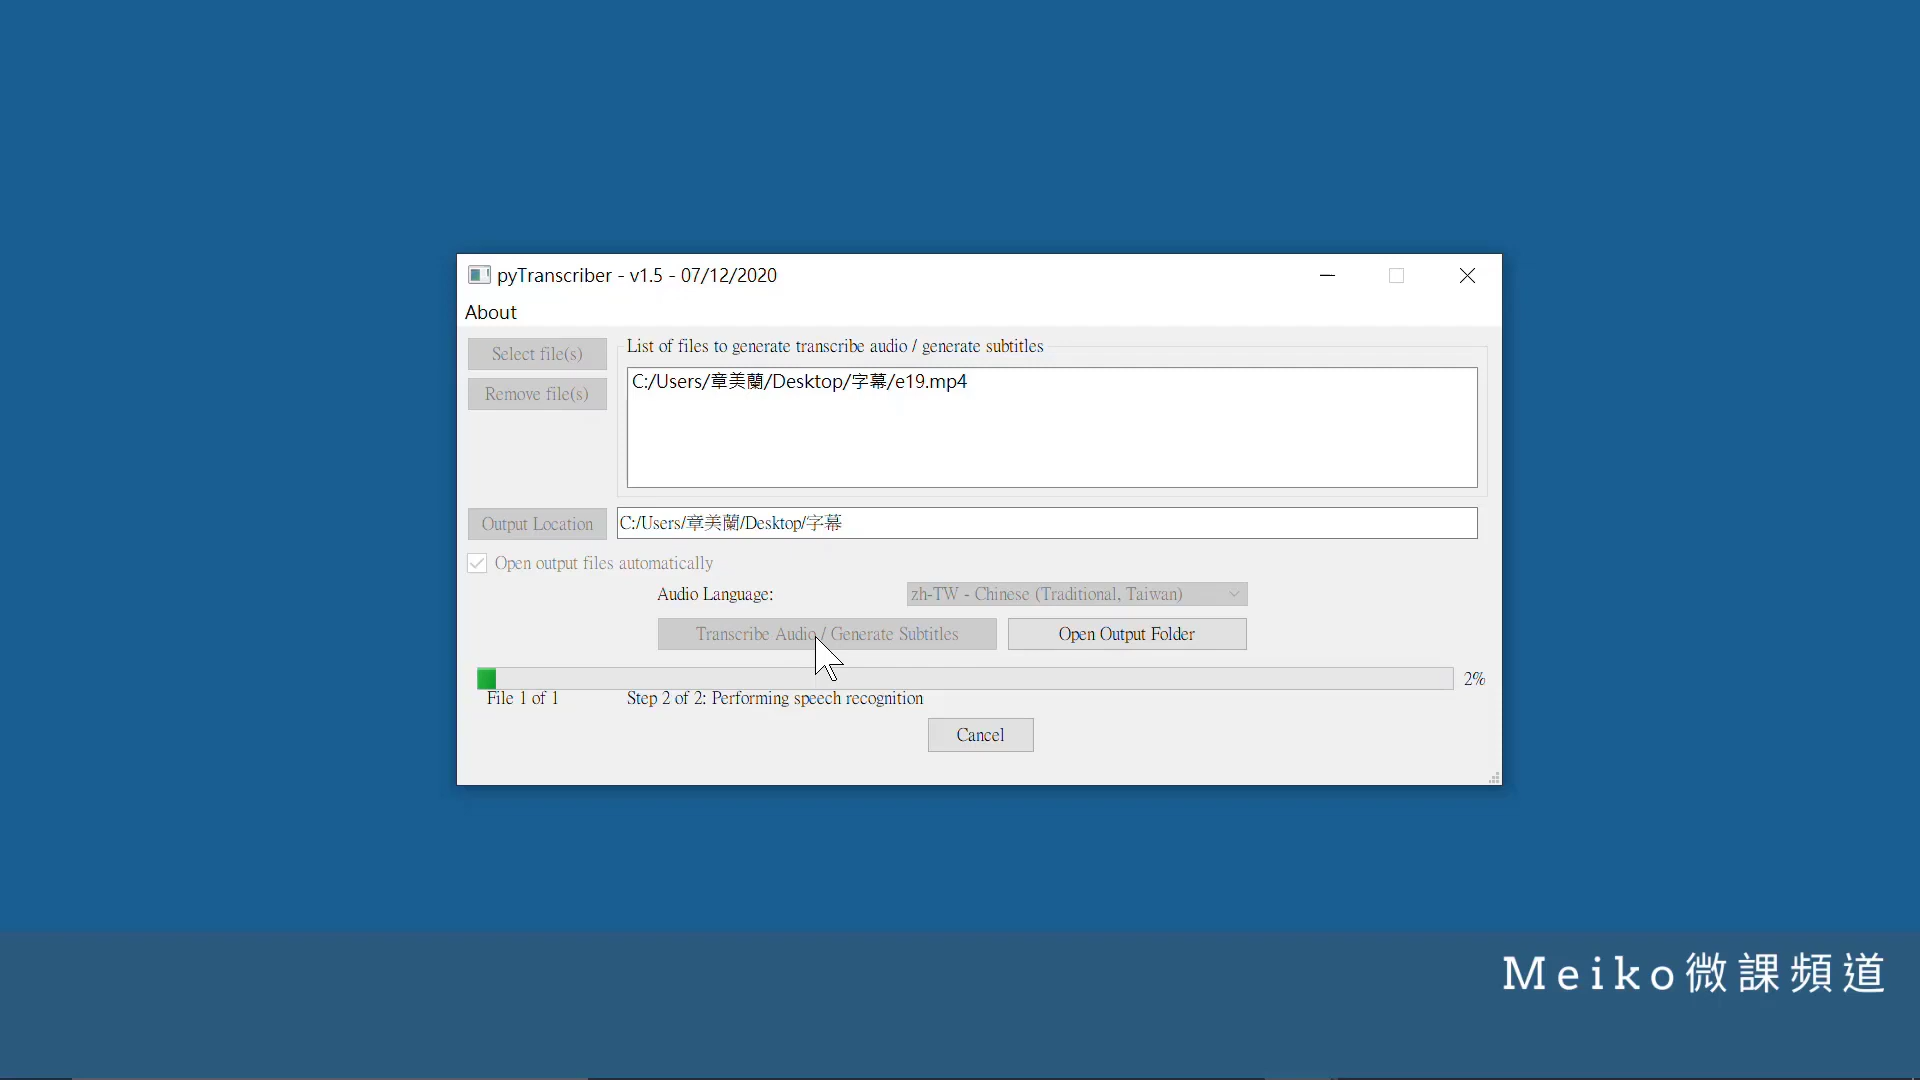 pyTranscriber - v1.5 - 07/12/2020
About
Select file(s)
Remove file(s)
List of files to generate transcribe audio / generate subtitles
C:/Users/章美蘭/Desktop/字幕/e19.mp4
Output Location
C:/Users/章美蘭/Desktop/字幕
Open output files automatically
Audio Language:
zh-TW - Chinese (Traditional, Taiwan)
Transcribe Audio / Generate Subtitles
Open Output Folder
2%
File 1 of 1
Step 2 of 2: Performing speech recognition
Cancel
Meiko微課頻道